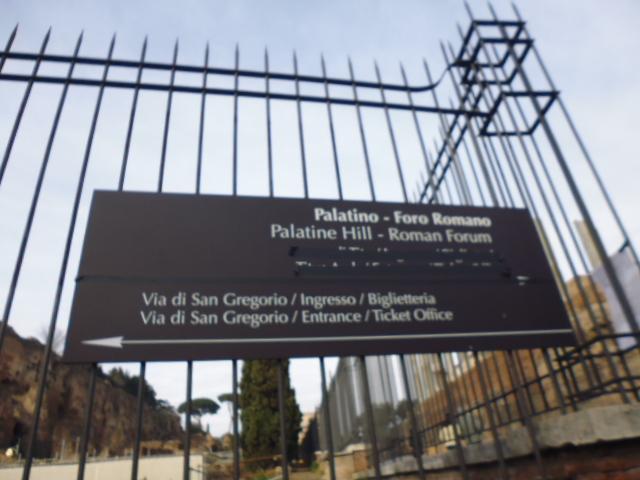 Palatino - Foro Romano
Palatine Hill - Roman Forum
Via di San Gregorio / Ingresso / Biglietteria
Via di San Gregorio / Entrance / Ticket Office